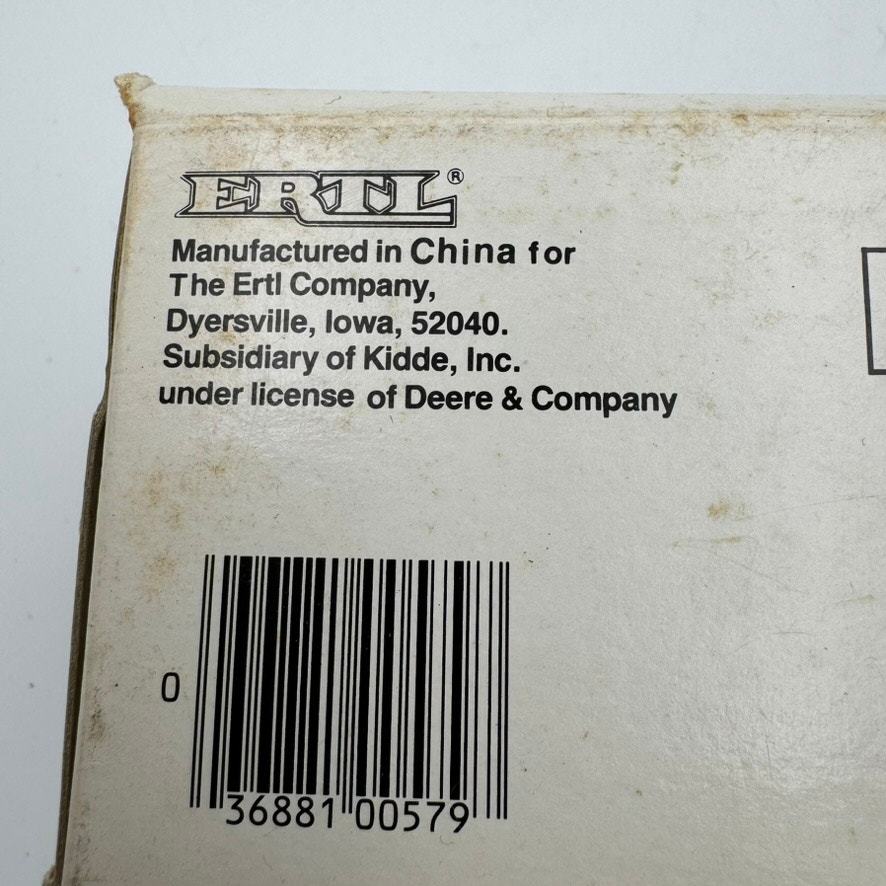 ERTL®
Manufactured in China for
The Ertl Company,
Dyersville, Iowa, 52040.
Subsidiary of Kidde, Inc.
under license of Deere & Company
0 36881 00579